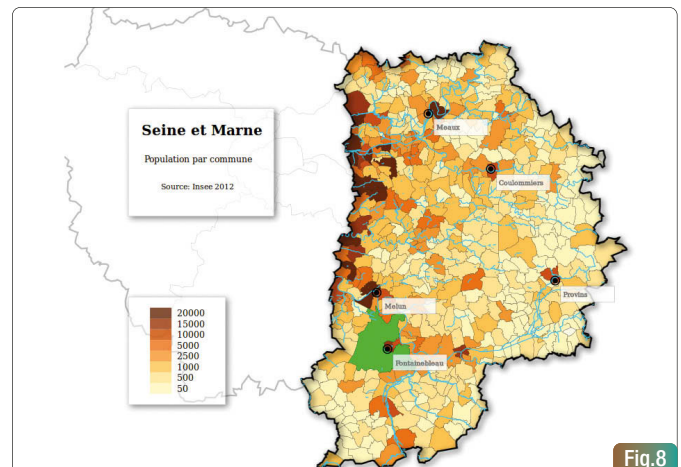 Seine et Marne
Population par commune
Source: Insee 2012
Meaux
Coulommiers
Provins
Melun
Fontainebleau
20000
15000
10000
5000
2500
1000
500
50
Fig.8